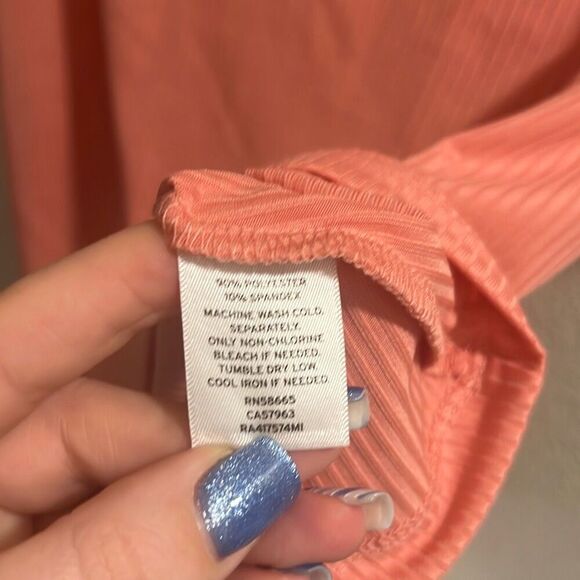 90% POLYESTER
10% SPANDEX
MACHINE WASH COLD.
SEPARATELY.
ONLY NON-CHLORINE
BLEACH IF NEEDED.
TUMBLE DRY LOW.
COOL IRON IF NEEDED
RN58665
CA57963
RA417574MI